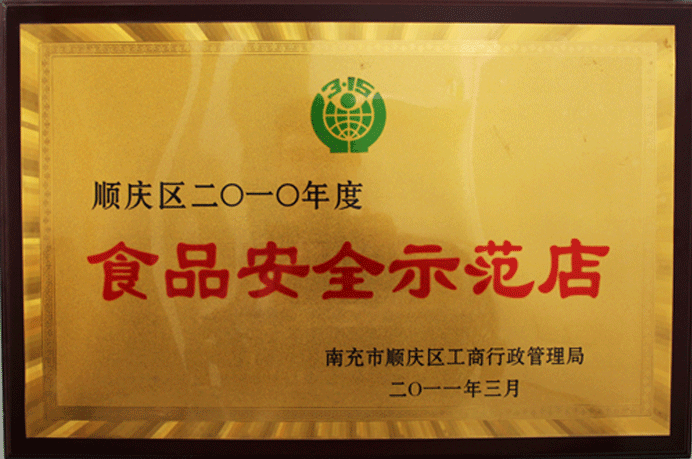 3·15
顺庆区二〇一〇年度
食品安全示范店
南充市顺庆区工商行政管理局
二〇一一年三月